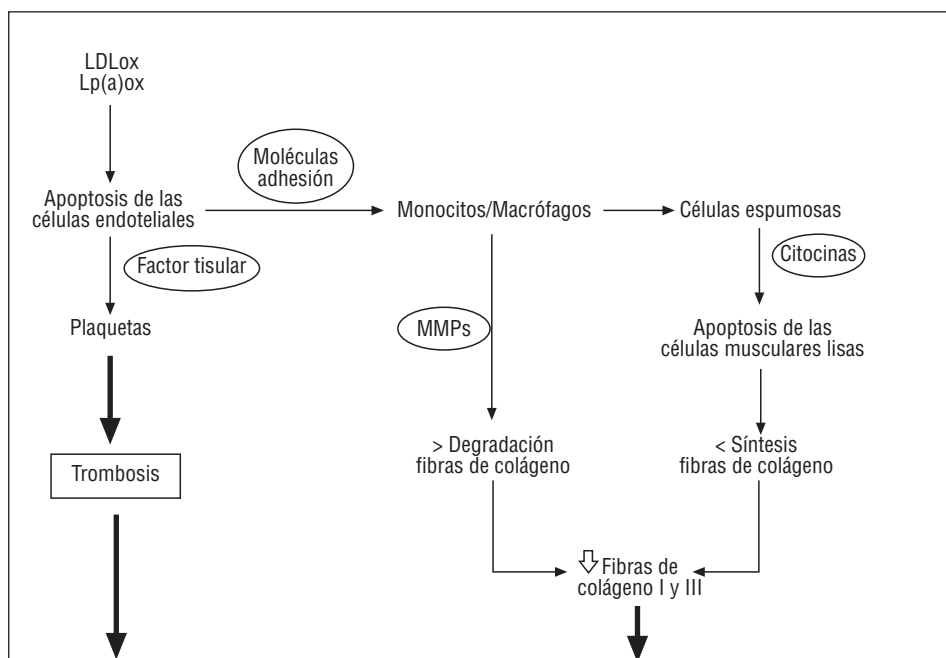 LDLox
Lp(a)ox
Moléculas
adhesión
Apoptosis de las
células endoteliales
Monocitos/Macrófagos
Células espumosas
Factor tisular
Citocinas
Plaquetas
MMPs
Apoptosis de las
células musculares lisas
Trombosis
> Degradación
fibras de colágeno
< Síntesis
fibras de colágeno
Fibras de
colágeno I y III